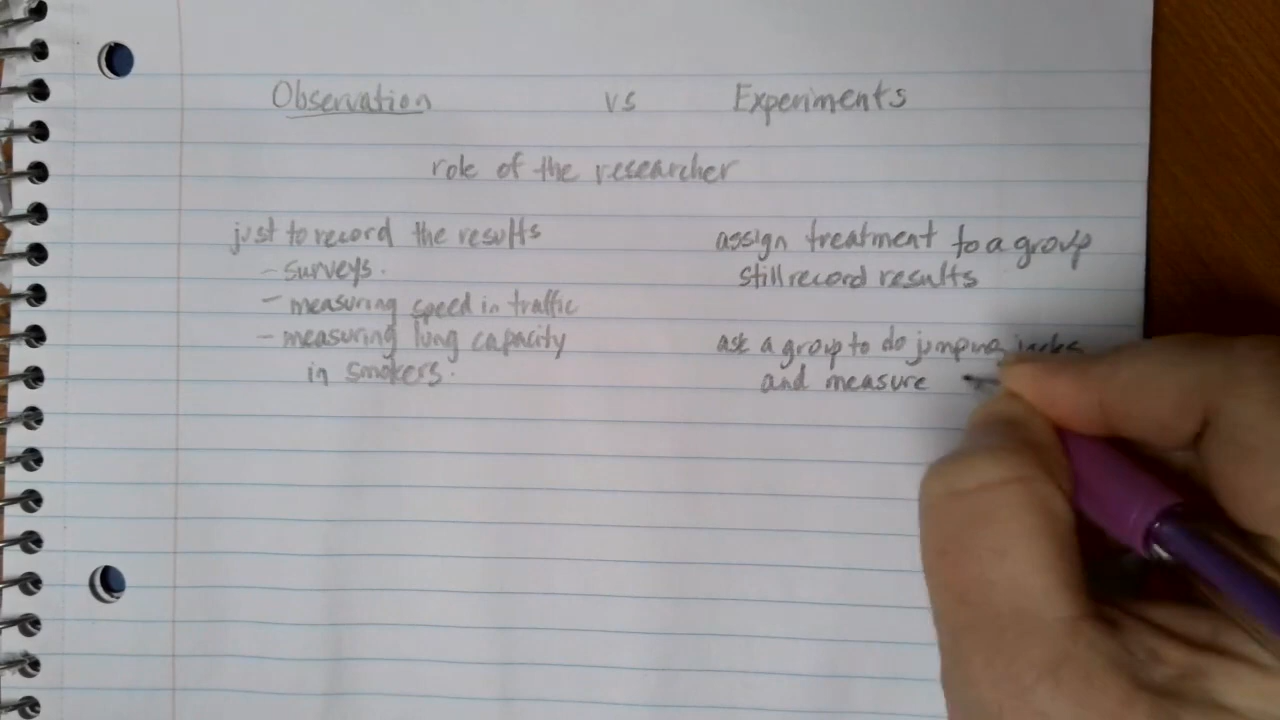 Observation vs Experiments
role of the researcher
just to record the results
- surveys.
- measuring speed in traffic
- measuring lung capacity
in smokers.
assign treatment to a group
still record results
ask a group to do jumping jacks
and measure